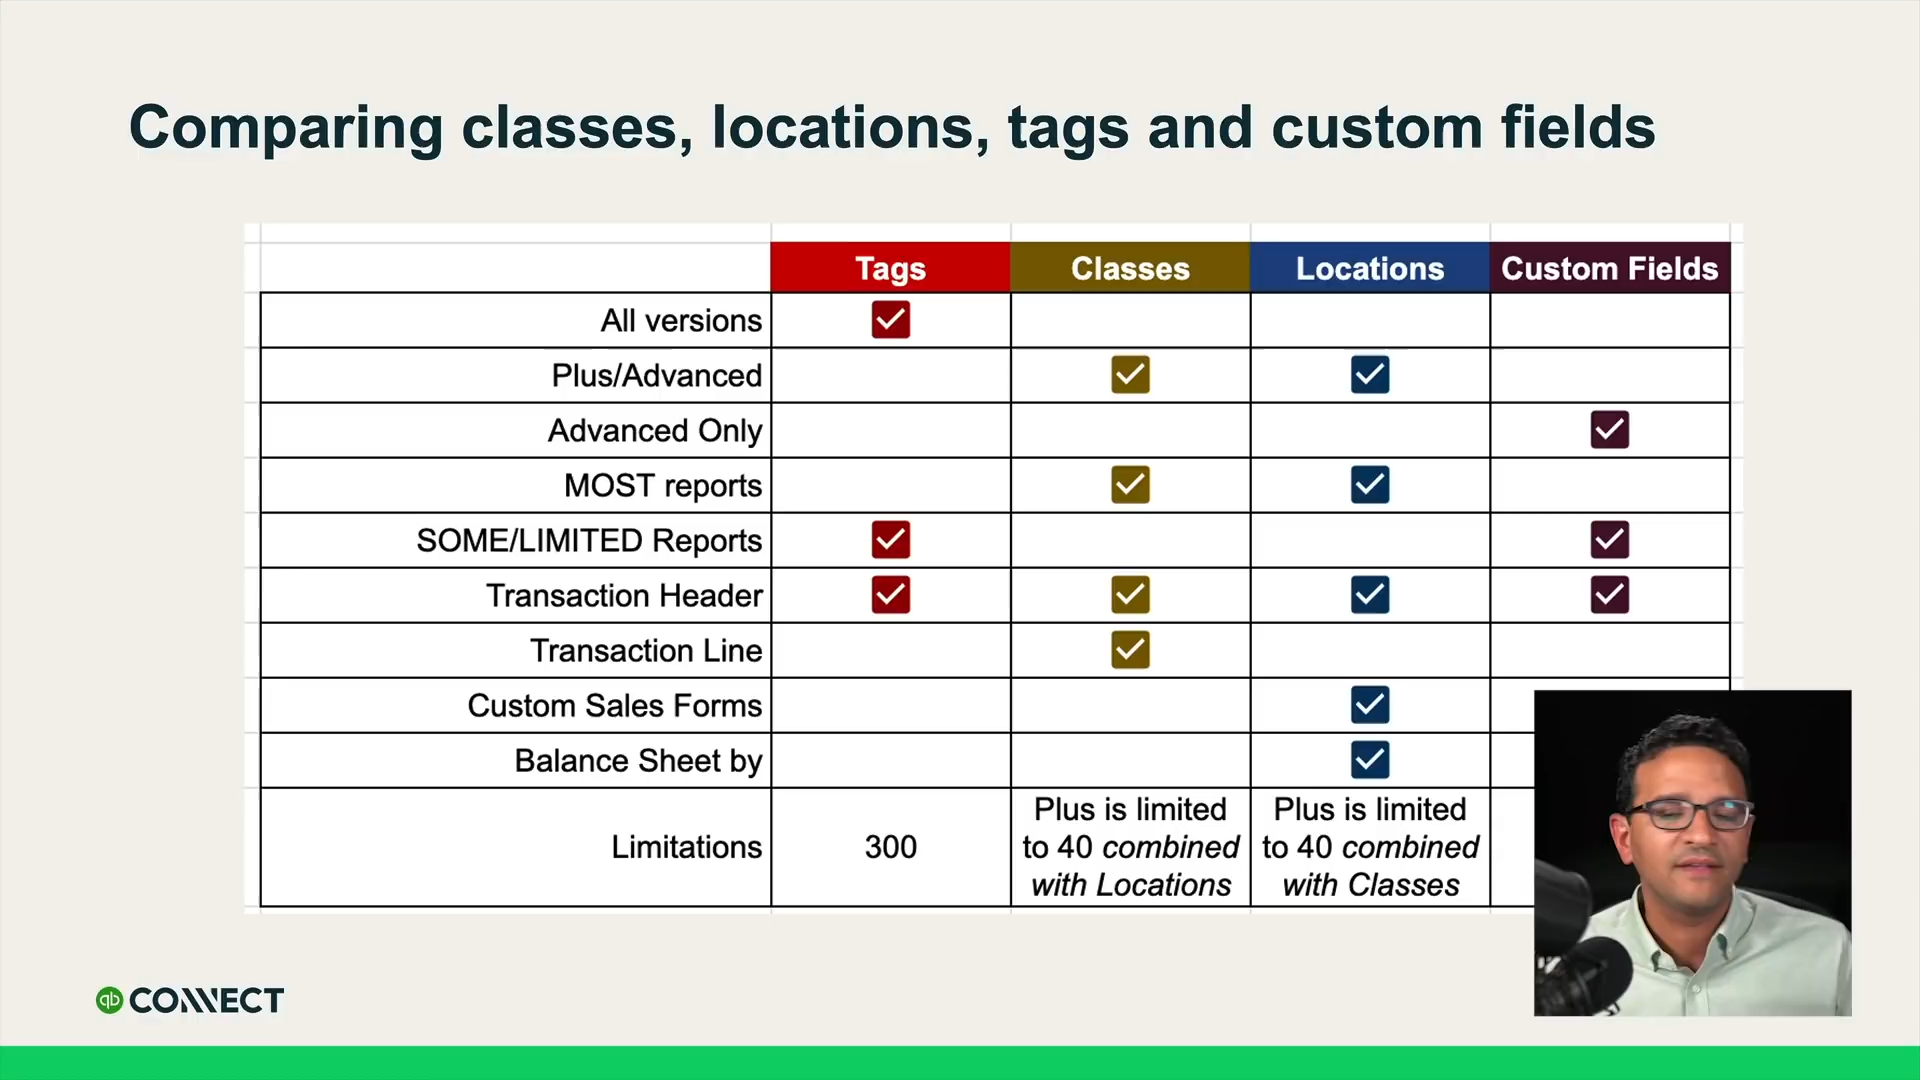 Comparing classes, locations, tags and custom fields
Tags Classes Locations Custom Fields
All versions
Plus/Advanced
Advanced Only
MOST reports
SOME/LIMITED Reports
Transaction Header
Transaction Line
Custom Sales Forms
Balance Sheet by
Limitations
300
Plus is limited
to 40 combined
with Locations
Plus is limited
to 40 combined
with Classes
qb CONNECT